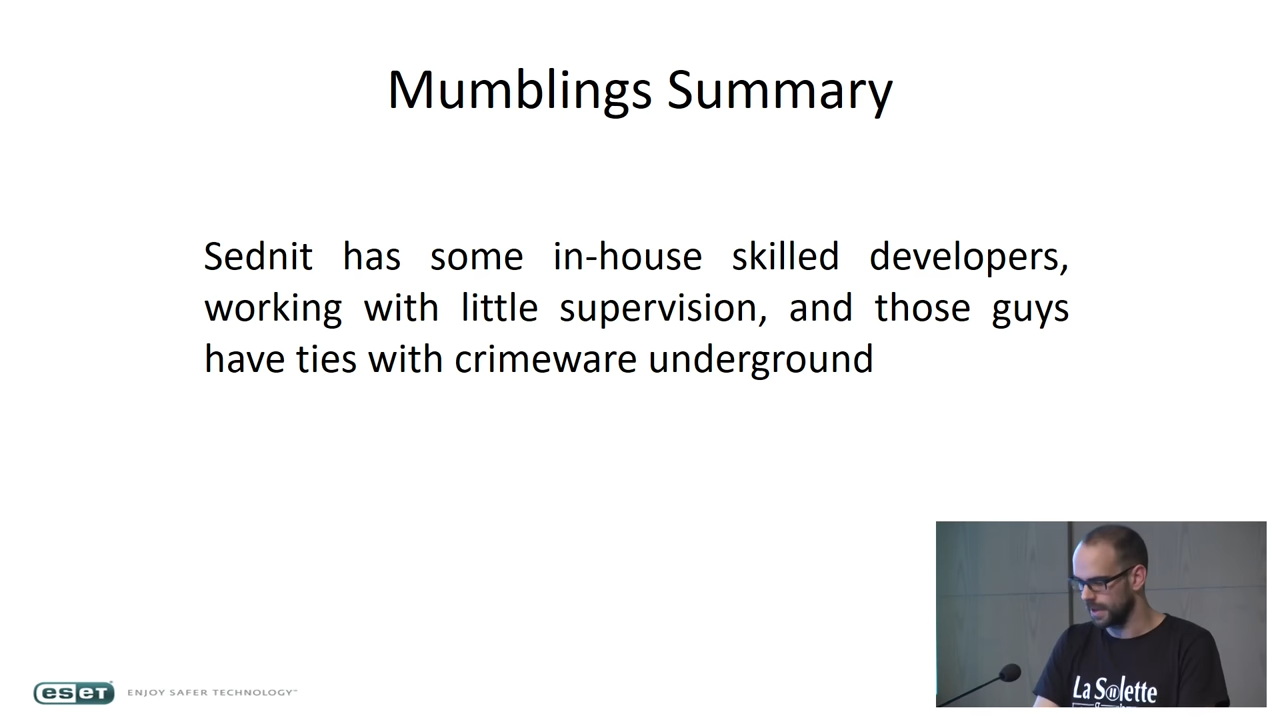 Mumblings Summary
Sednit has some in-house skilled developers,
working with little supervision, and those guys
have ties with crimeware underground
eseT ENJOY SAFER TECHNOLOGY™
La S@lette